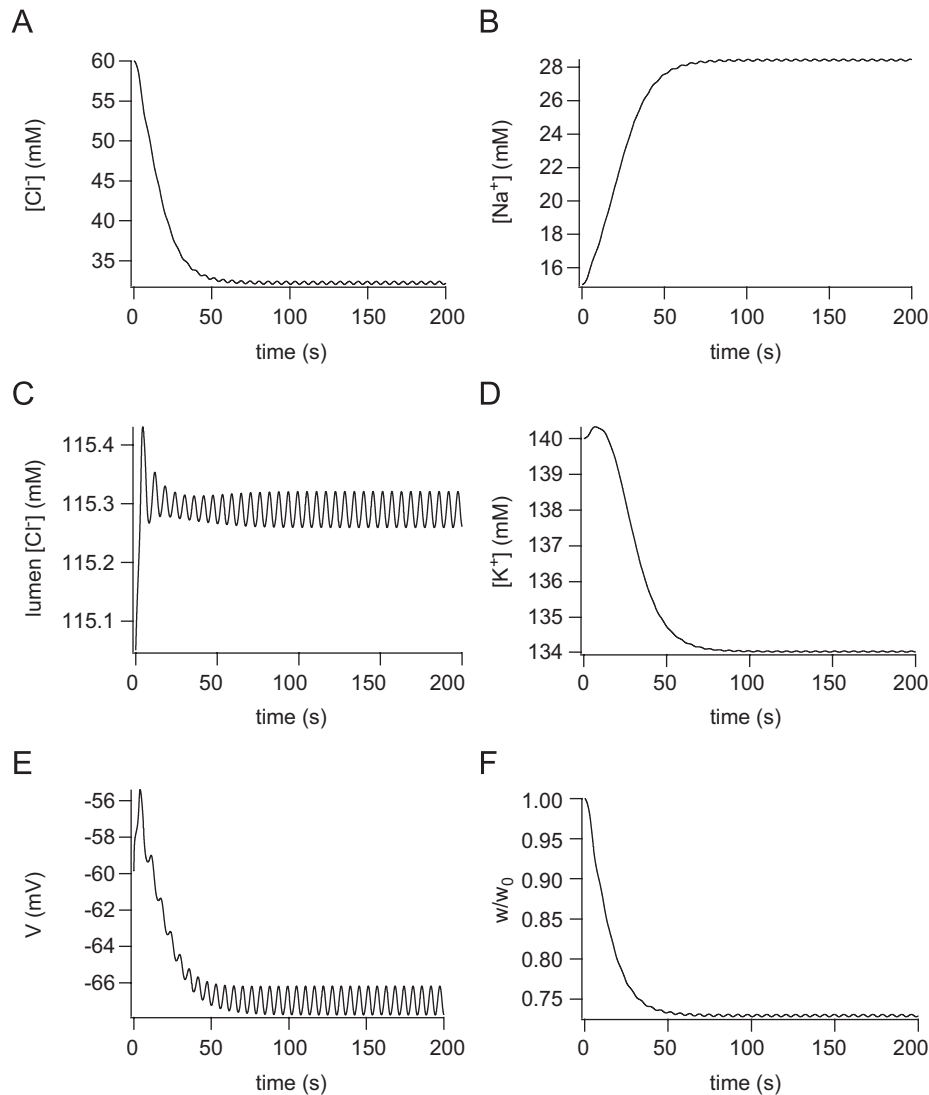 A
60
55
50
45
40
35
[Cl-] (mM)
0 50 100 150 200
time (s)
B
28
26
24
22
20
18
16
[Na+] (mM)
0 50 100 150 200
time (s)
C
115.4
115.3
115.2
115.1
lumen [Cl-] (mM)
0 50 100 150 200
time (s)
D
140
139
138
137
136
135
134
[K+] (mM)
0 50 100 150 200
time (s)
E
-56
-58
-60
-62
-64
-66
V (mV)
0 50 100 150 200
time (s)
F
1.00
0.95
0.90
0.85
0.80
0.75
w/w0
0 50 100 150 200
time (s)